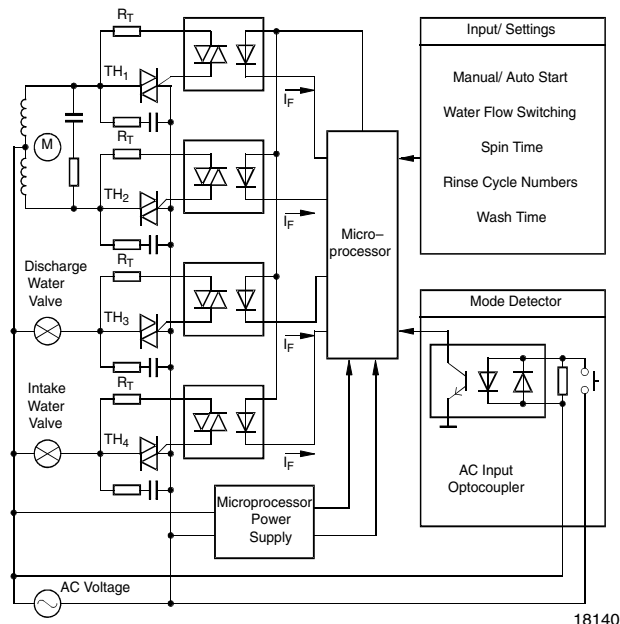 R_T
TH_1
I_F
R_T
M
TH_2
I_F
R_T
Discharge
Water
Valve
TH_3
I_F
R_T
Intake
Water
Valve
TH_4
I_F
Micro–
processor
Microprocessor
Power
Supply
AC Voltage
Input/ Settings
Manual/ Auto Start
Water Flow Switching
Spin Time
Rinse Cycle Numbers
Wash Time
Mode Detector
AC Input
Optocoupler
18140